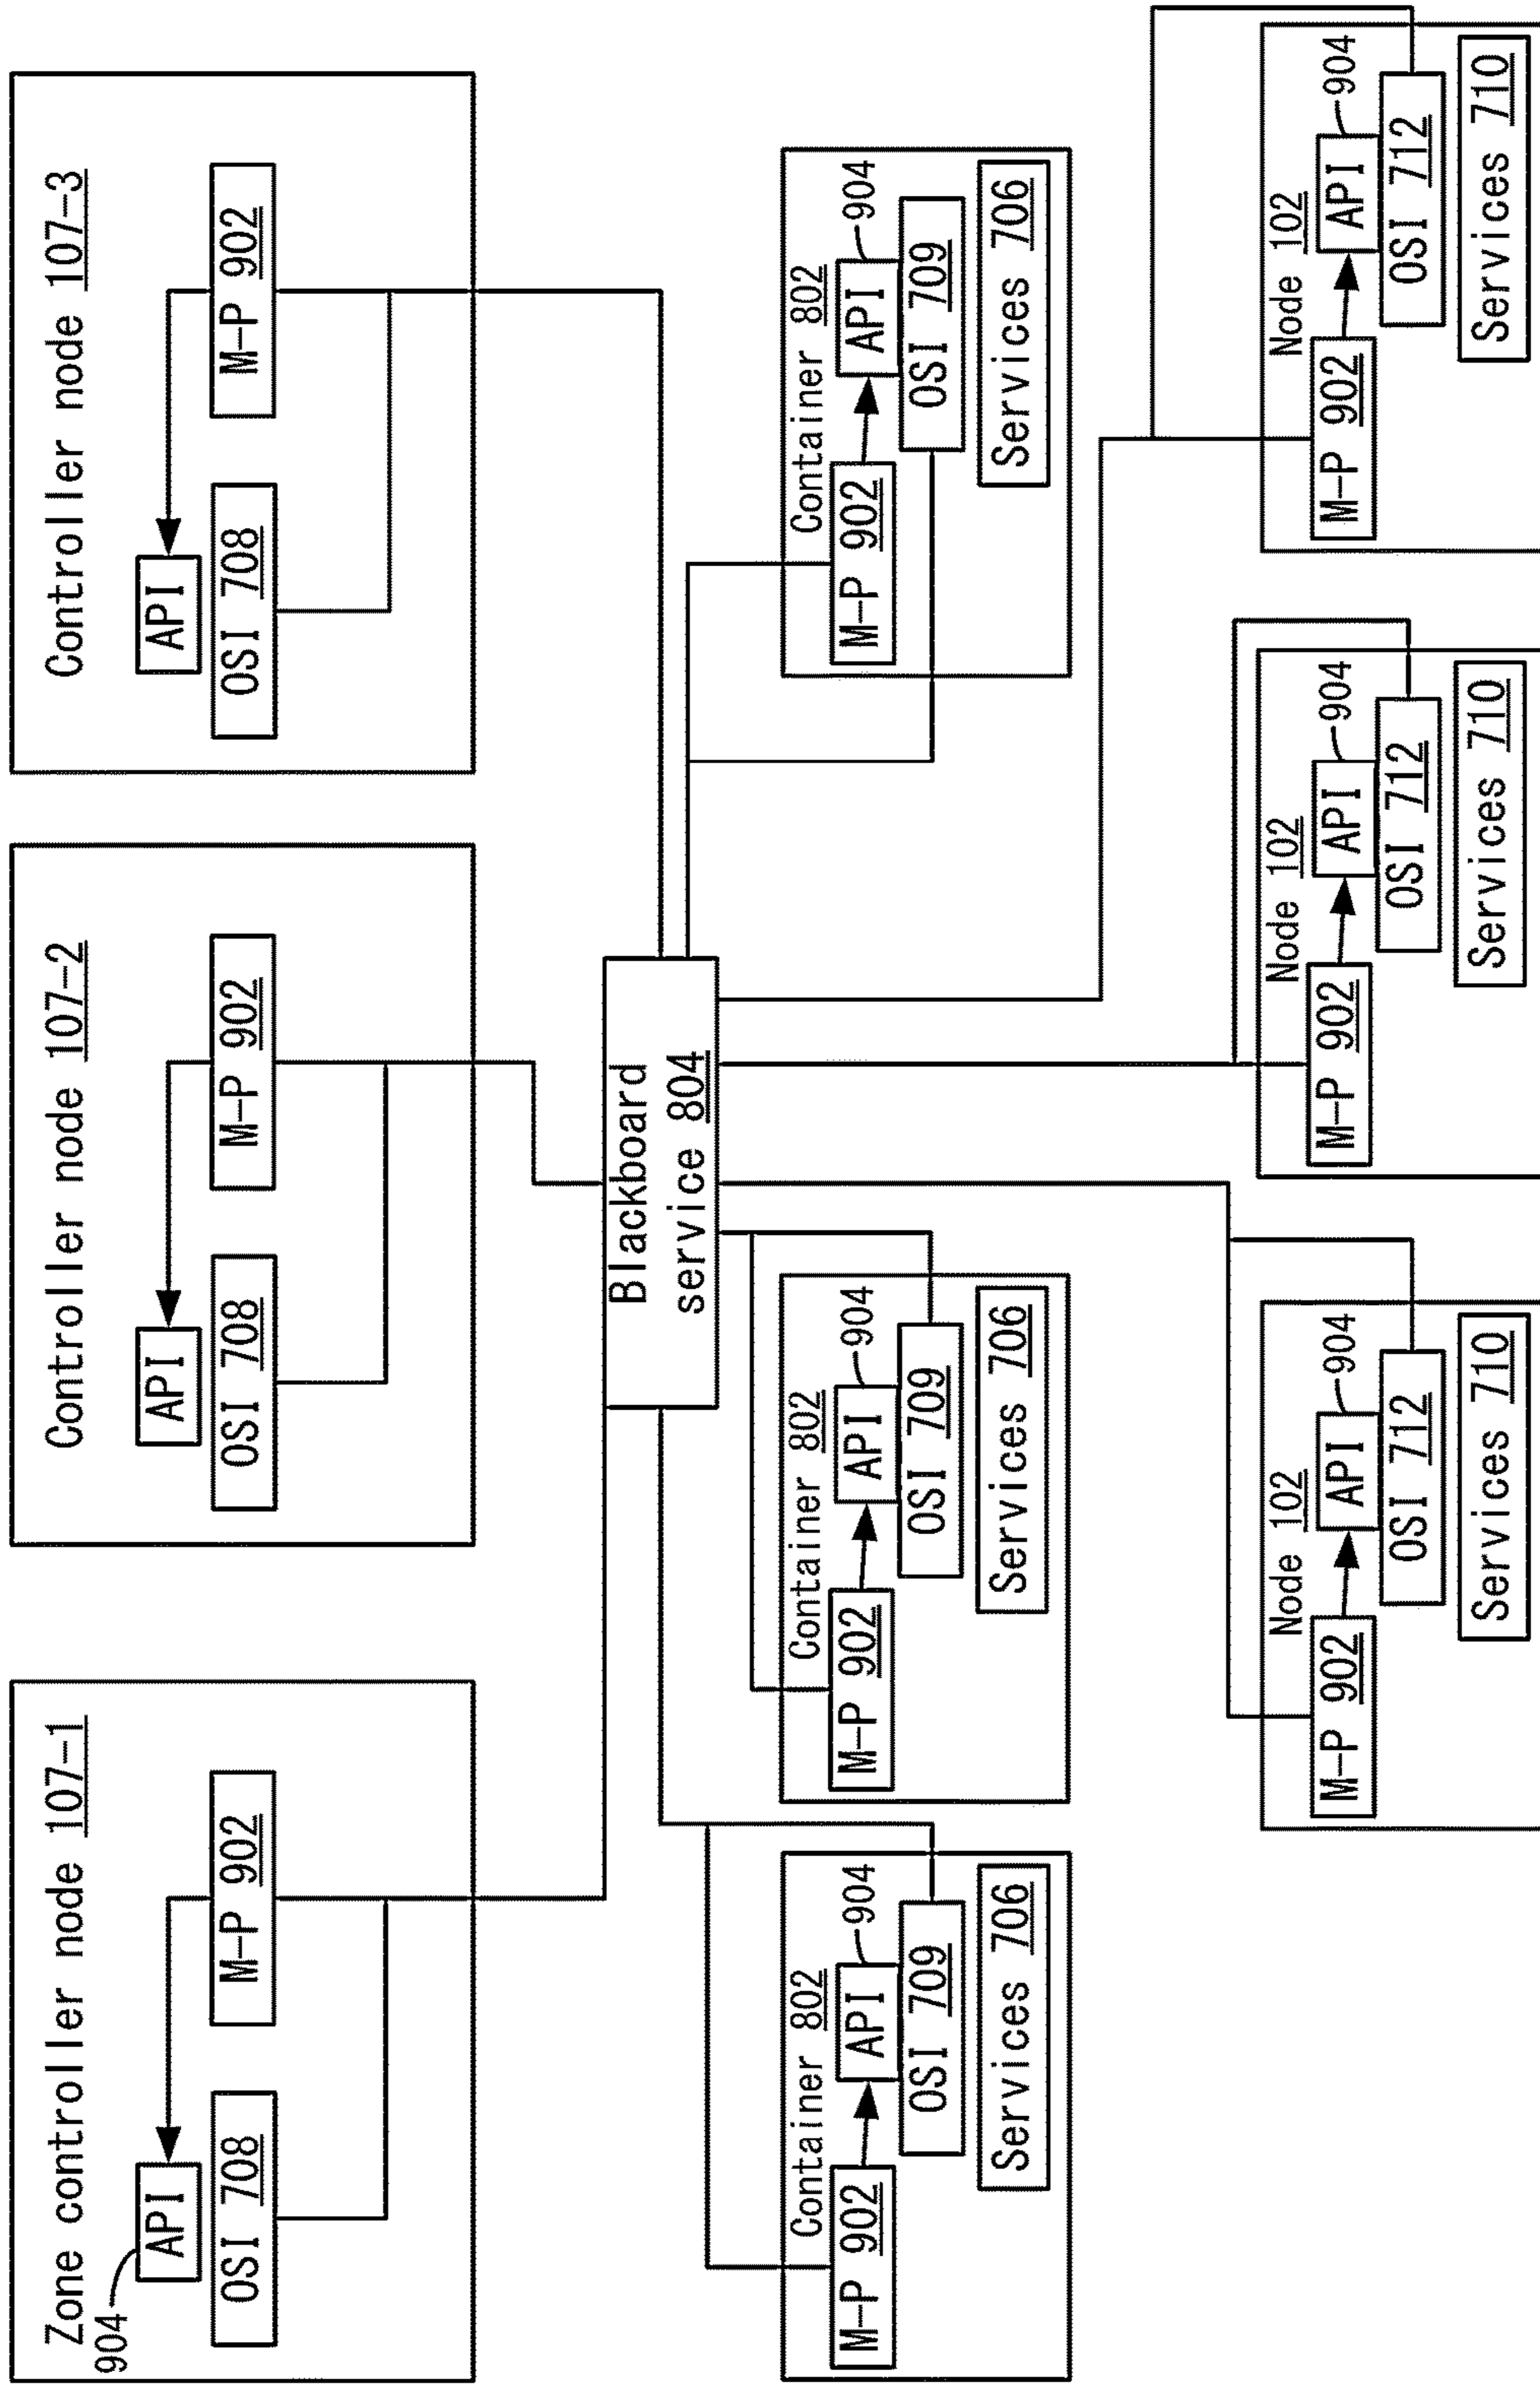 Zone controller node 107-1
904
API
OSI 708
M-P 902
Controller node 107-2
API
OSI 708
M-P 902
Controller node 107-3
API
OSI 708
M-P 902
Blackboard
service 804
Container 802
M-P 902
API
904
OSI 709
Services 706
Container 802
M-P 902
API
904
OSI 709
Services 706
Container 802
M-P 902
API
904
OSI 709
Services 706
Node 102
M-P 902
API
904
OSI 712
Services 710
Node 102
M-P 902
API
904
OSI 712
Services 710
Node 102
M-P 902
API
904
OSI 712
Services 710